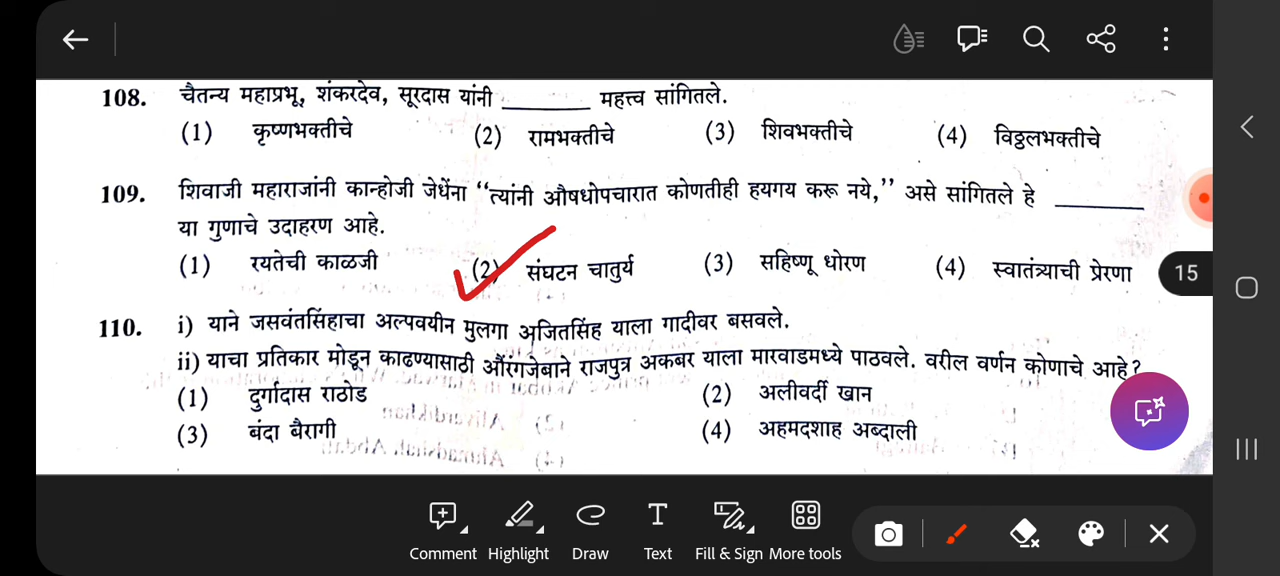 108. चैतन्य महाप्रभू, शंकरदेव, सूरदास यांनी ________ महत्त्व सांगितले.
(1) कृष्णभक्तीचे (2) रामभक्तीचे (3) शिवभक्तीचे (4) विठ्ठलभक्तीचे
109. शिवाजी महाराजांनी कान्होजी जेधेंना “त्यांनी औषधोपचारात कोणतीही हयगय करू नये,” असे सांगितले हे ________
या गुणाचे उदाहरण आहे.
(1) रयतेची काळजी (2) संघटन चातुर्य (3) सहिष्णू धोरण (4) स्वातंत्र्याची प्रेरणा
15
110. i) याने जसवंतसिंहाचा अल्पवयीन मुलगा अजितसिंह याला गादीवर बसवले.
ii) याचा प्रतिकार मोडून काढण्यासाठी औरंगजेबाने राजपुत्र अकबर याला मारवाडमध्ये पाठवले. वरील वर्णन कोणाचे आहे?
(1) दुर्गादास राठोड (2) अलीवर्दी खान
(3) बंदा बैरागी (4) अहमदशाह अब्दाली
Comment Highlight Draw Text Fill & Sign More tools